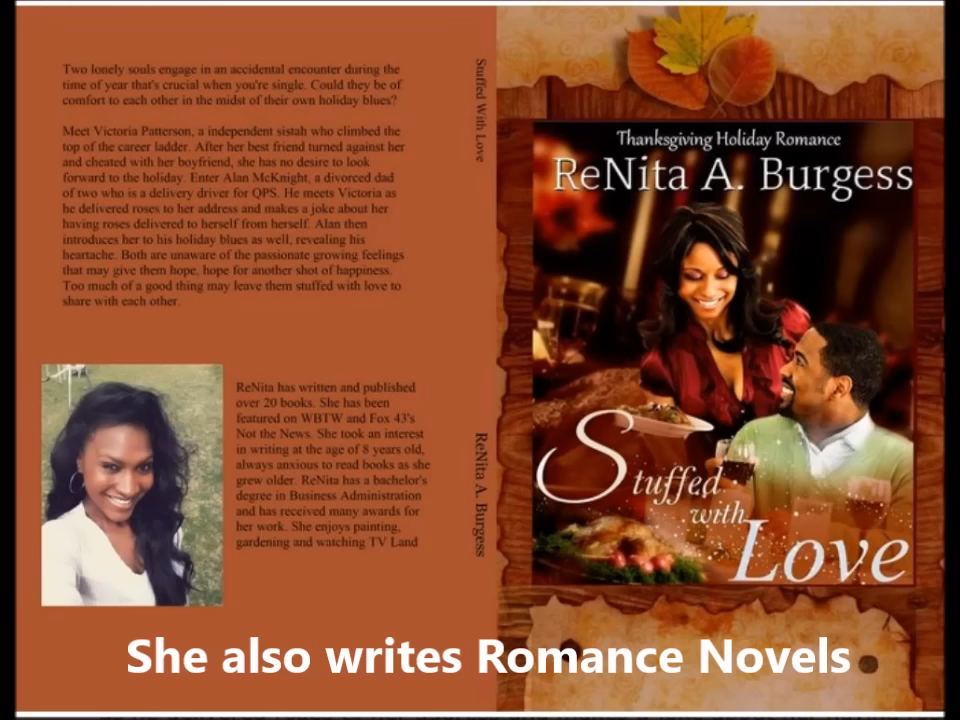 Two lonely souls engage in an accidental encounter during the
time of year that's crucial when you're single. Could they be of
comfort to each other in the midst of their own holiday blues?
Meet Victoria Patterson, a independent sistah who climbed the
top of the career ladder. After her best friend turned against her
and cheated with her boyfriend, she has no desire to look
forward to the holiday. Enter Alan McKnight, a divorced dad
of two who is a delivery driver for QPS. He meets Victoria as
he delivered roses to her address and makes a joke about her
having roses delivered to herself from herself. Alan then
introduces her to his holiday blues as well, revealing his
heartache. Both are unaware of the passionate growing feelings
that may give them hope, hope for another shot of happiness.
Too much of a good thing may leave them stuffed with love to
share with each other.
ReNita has written and published
over 20 books. She has been
featured on WBTW and Fox 43's
Not the News. She took an interest
in writing at the age of 8 years old,
always anxious to read books as she
grew older. ReNita has a bachelor's
degree in Business Administration
and has received many awards for
her work. She enjoys painting,
gardening and watching TV Land
Stuffed With Love
ReNita A. Burgess
Thanksgiving Holiday Romance
ReNita A. Burgess
Stuffed
with
Love
She also writes Romance Novels